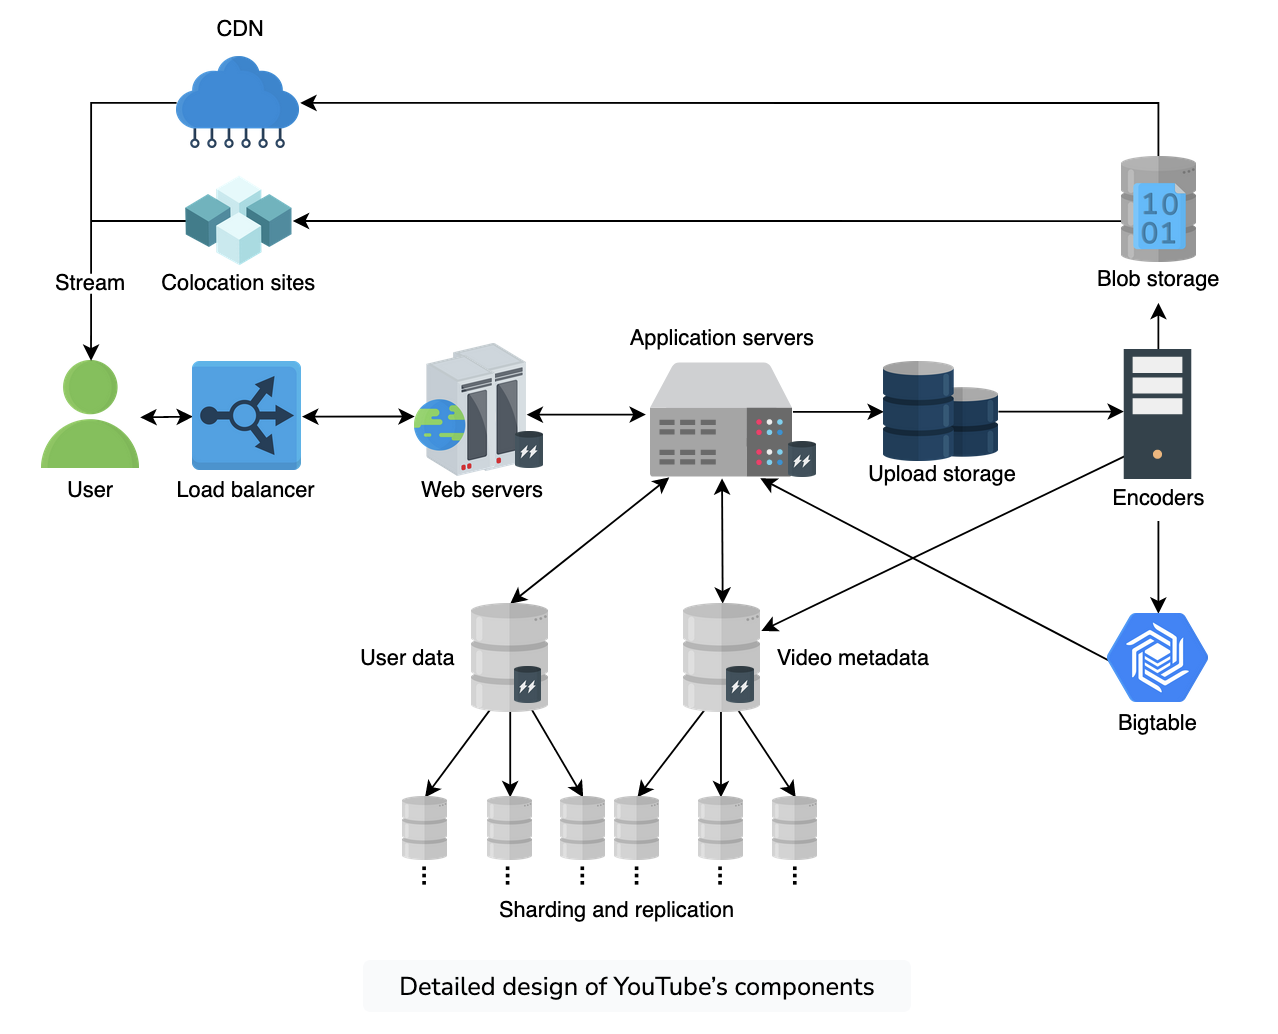 CDN
10
01
Blob storage
Stream
Colocation sites
Application servers
User
Load balancer
Web servers
Upload storage
Encoders
User data
Video metadata
Bigtable
Sharding and replication
Detailed design of YouTube's components